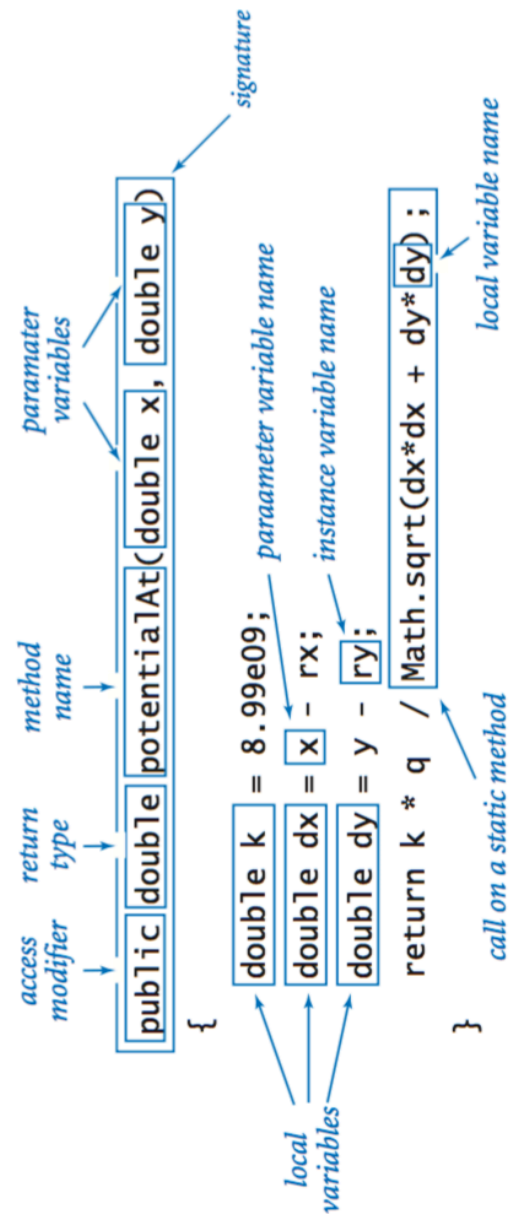 access
modifier
return
type
method
name
paramater
variables
signature
public double potentialAt(double x, double y)
{
local
variables
double k = 8.99e09;
double dx = x - rx;
double dy = y - ry;
paraameter variable name
instance variable name
return k * q / Math.sqrt(dx*dx + dy*dy) ;
}
call on a static method
local variable name